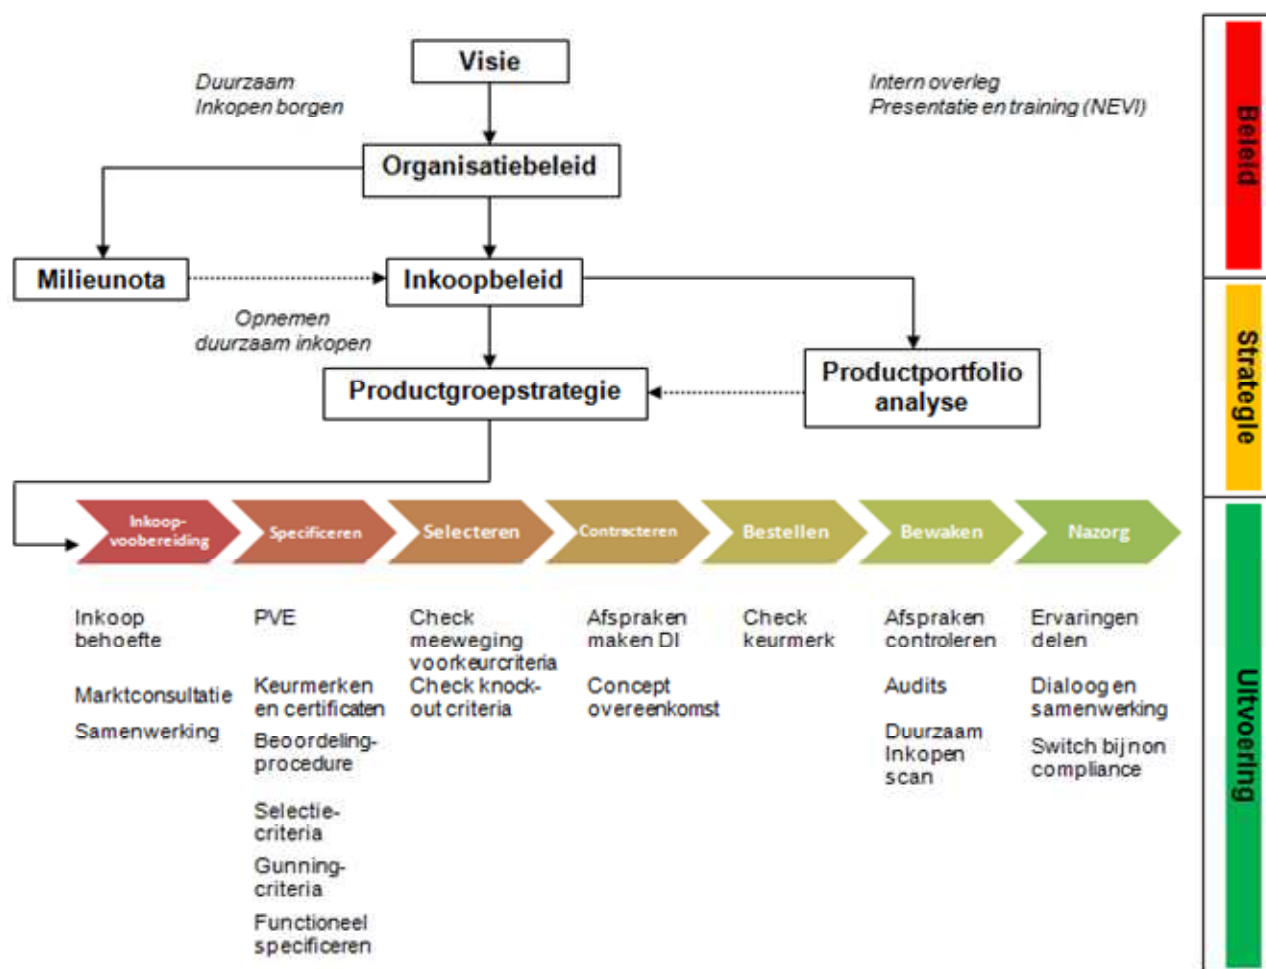 Visie
Duurzaam
Inkopen borgen
Intern overleg
Presentatie en training (NEVI)
Beleid
Organisatiebeleid
Milieunota
Inkoopbeleid
Opnemen
duurzaam inkopen
Productgroepstrategie
Productportfolio
analyse
Strategie
Inkoop-
voobereiding
Specificeren
Selecteren
Contracteren
Bestellen
Bewaken
Nazorg
Inkoop
behoefte
Marktconsultatie
Samenwerking
PVE
Keurmerken
en certificaten
Beoordeling-
procedure
Selectie-
criteria
Gunning-
criteria
Functioneel
specificeren
Check
meeweging
voorkeurcriteria
Check knock-
out criteria
Afspraken
maken DI
Concept
overeenkomst
Check
keurmerk
Afspraken
controleren
Audits
Duurzaam
Inkopen
scan
Ervaringen
delen
Dialoog en
samenwerking
Switch bij non
compliance
Uitvoering